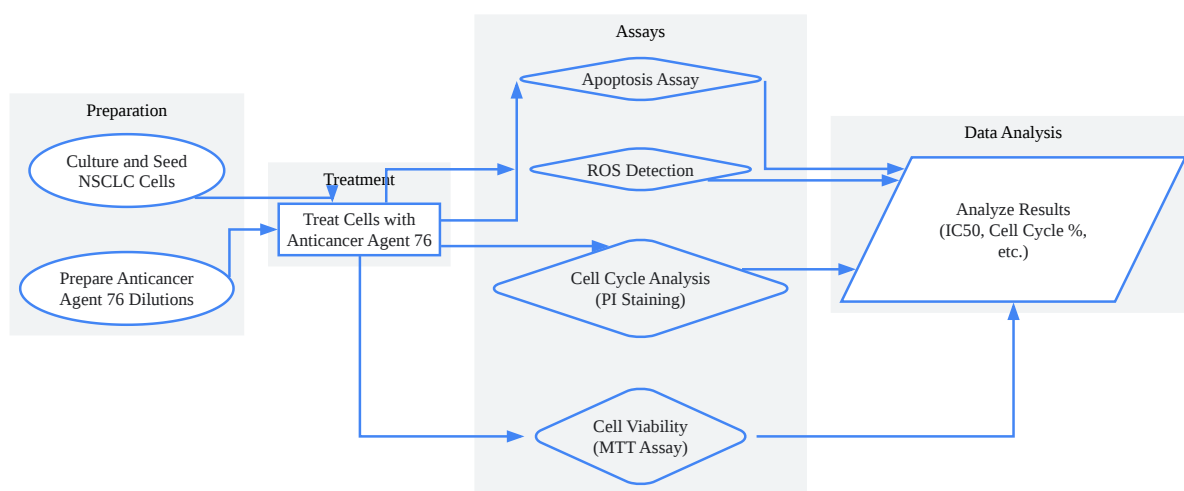 Preparation
Culture and Seed
NSCLC Cells
Prepare Anticancer
Agent 76 Dilutions
Treatment
Treat Cells with
Anticancer Agent 76
Assays
Apoptosis Assay
ROS Detection
Cell Cycle Analysis
(PI Staining)
Cell Viability
(MTT Assay)
Data Analysis
Analyze Results
(IC50, Cell Cycle %,
etc.)